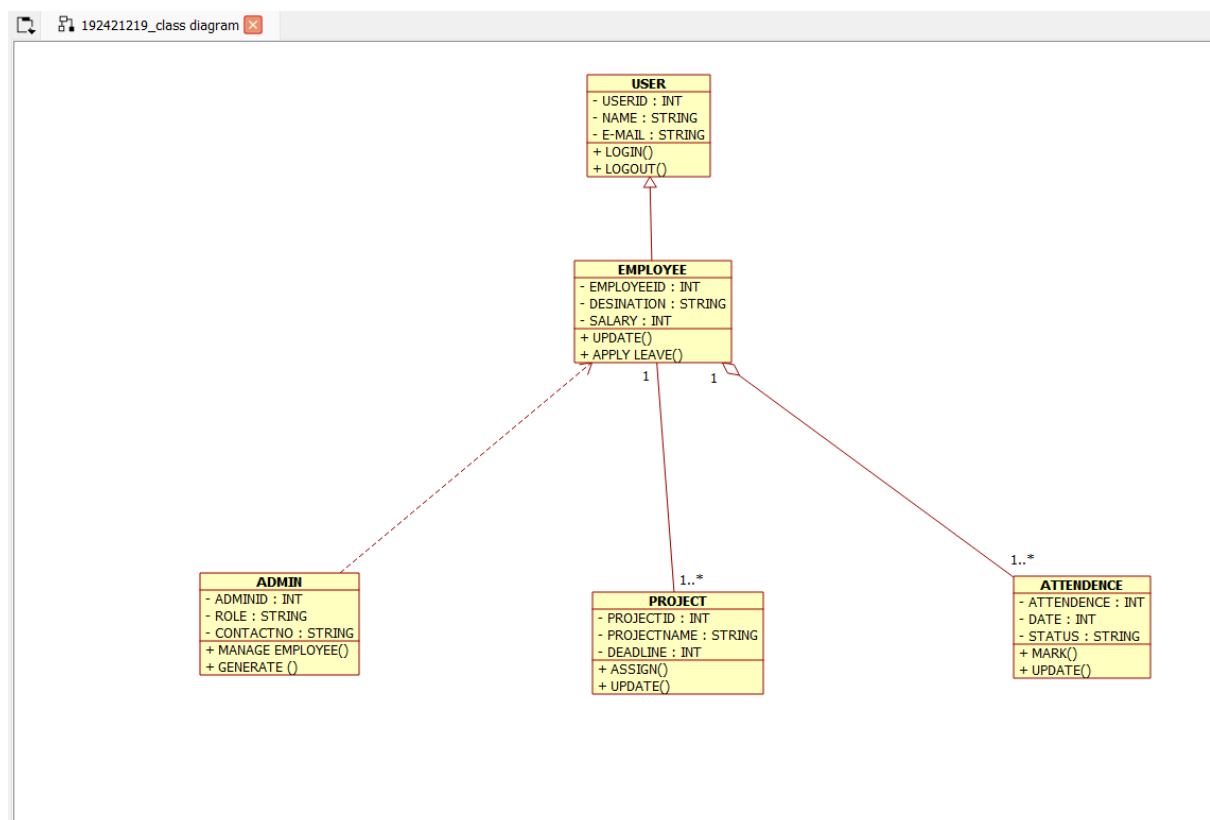 192421219_class diagram
USER
- USERID : INT
- NAME : STRING
- E-MAIL : STRING
+ LOGIN()
+ LOGOUT()
EMPLOYEE
- EMPLOYEEID : INT
- DESINATION : STRING
- SALARY : INT
+ UPDATE()
+ APPLY LEAVE()
1
1
1..*
1..*
ADMIN
- ADMINID : INT
- ROLE : STRING
- CONTACTNO : STRING
+ MANAGE EMPLOYEE()
+ GENERATE ()
PROJECT
- PROJECTID : INT
- PROJECTNAME : STRING
- DEADLINE : INT
+ ASSIGN()
+ UPDATE()
ATTENDENCE
- ATTENDENCE : INT
- DATE : INT
- STATUS : STRING
+ MARK()
+ UPDATE()